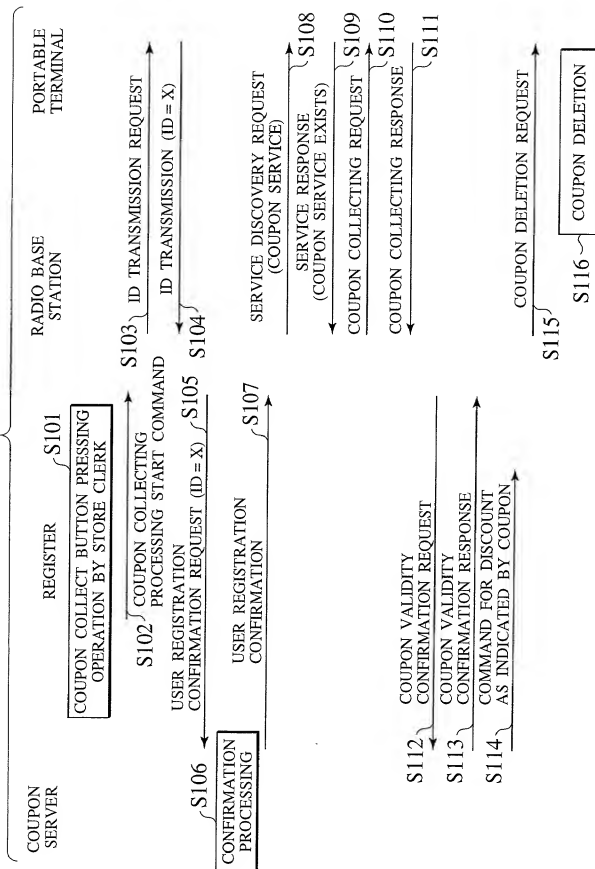 COUPON
SERVER
REGISTER
RADIO BASE
STATION
PORTABLE
TERMINAL
S101
COUPON COLLECT BUTTON PRESSING
OPERATION BY STORE CLERK
S102
COUPON COLLECTING
PROCESSING START COMMAND
S103
ID TRANSMISSION REQUEST
ID TRANSMISSION (ID = X)
S104
USER REGISTRATION
CONFIRMATION REQUEST (ID = X)
S105
S106
CONFIRMATION
PROCESSING
USER REGISTRATION
CONFIRMATION
S107
SERVICE DISCOVERY REQUEST
(COUPON SERVICE)
S108
SERVICE RESPONSE
(COUPON SERVICE EXISTS)
S109
COUPON COLLECTING REQUEST
S110
COUPON COLLECTING RESPONSE
S111
COUPON VALIDITY
CONFIRMATION REQUEST
S112
COUPON VALIDITY
CONFIRMATION RESPONSE
S113
COMMAND FOR DISCOUNT
AS INDICATED BY COUPON
S114
COUPON DELETION REQUEST
S115
S116
COUPON DELETION